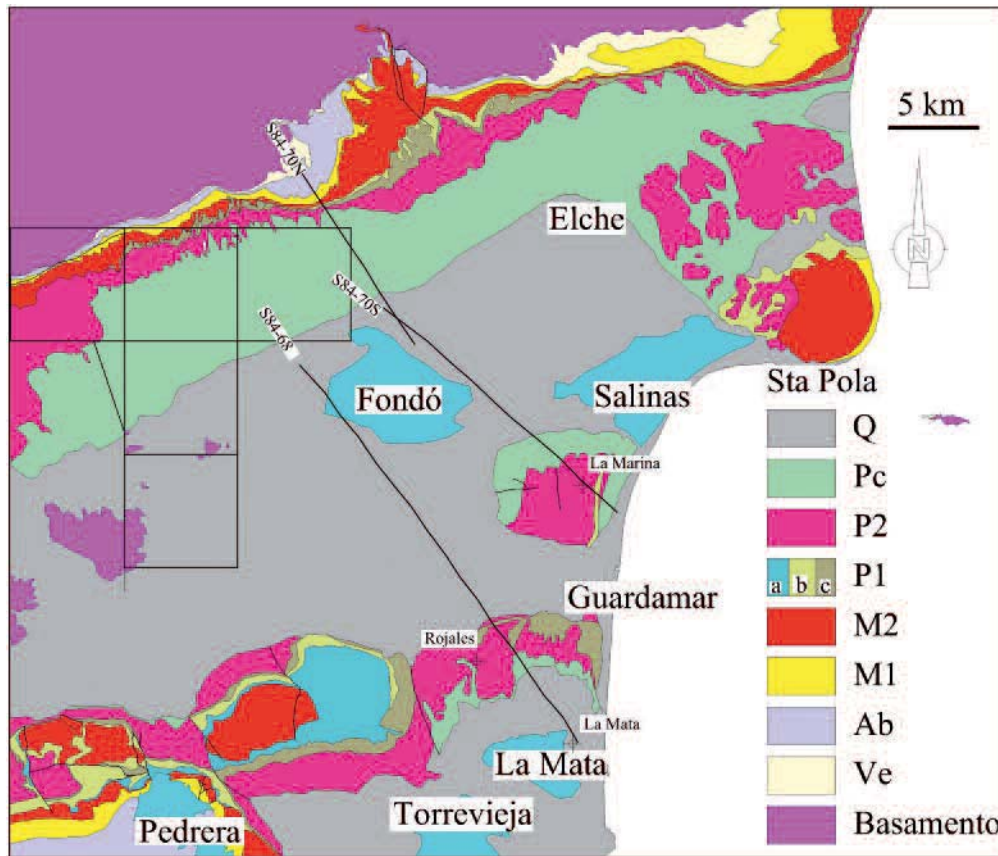 5 km
N
S84-70N
Elche
S84-70S
S84-68
Fondó
Salinas
Sta Pola
La Marina
Q
Pc
P2
a b c P1
Guardamar
Rojales
M2
M1
La Mata
Ab
La Mata
Ve
Torrevieja
Pedrera
Basamento